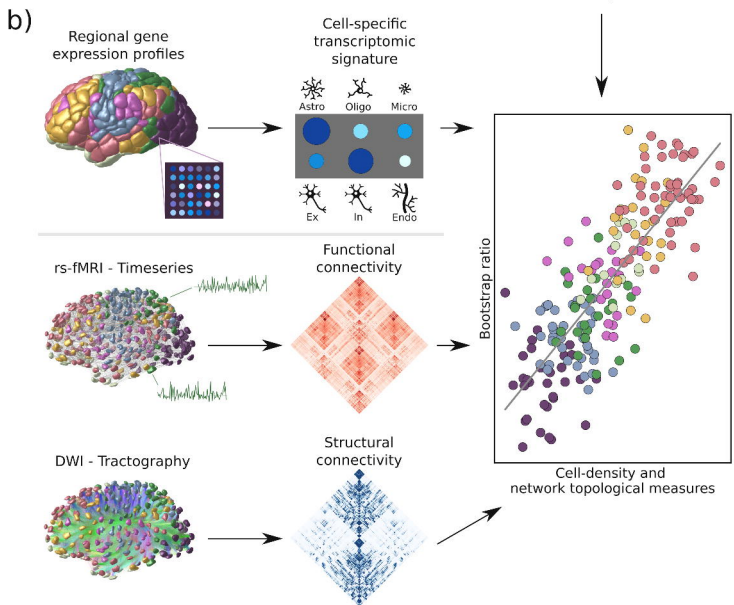 b)
Regional gene
expression profiles
Cell-specific
transcriptomic
signature
Astro Oligo Micro
Ex In Endo
rs-fMRI - Timeseries
Functional
connectivity
DWI - Tractography
Structural
connectivity
Bootstrap ratio
Cell-density and
network topological measures